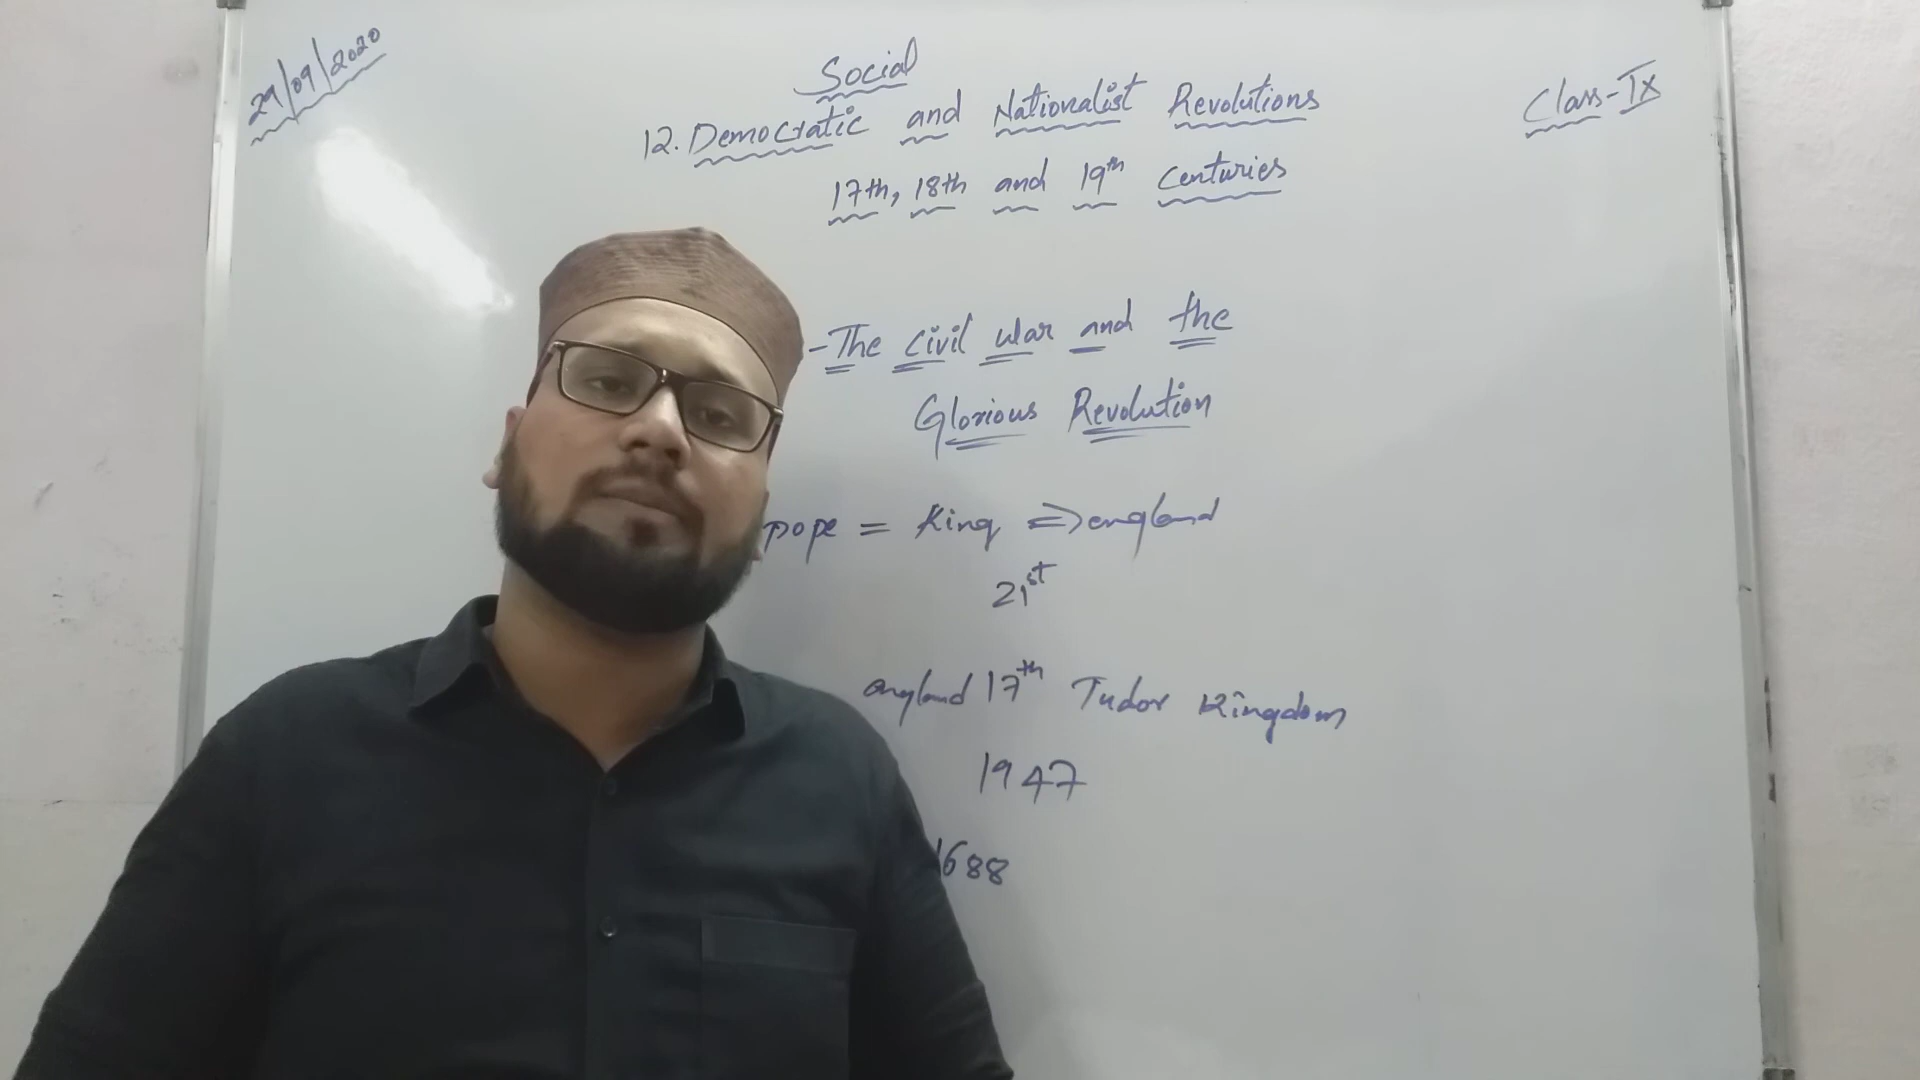 29/09/2020
Social
Class-IX
12. Democratic and Nationalist Revolutions
17th, 18th and 19th Centuries
-The civil war and the
Glorious Revolution
pope = King => england
21st
england 17th Tudor Kingdom
1947
1688